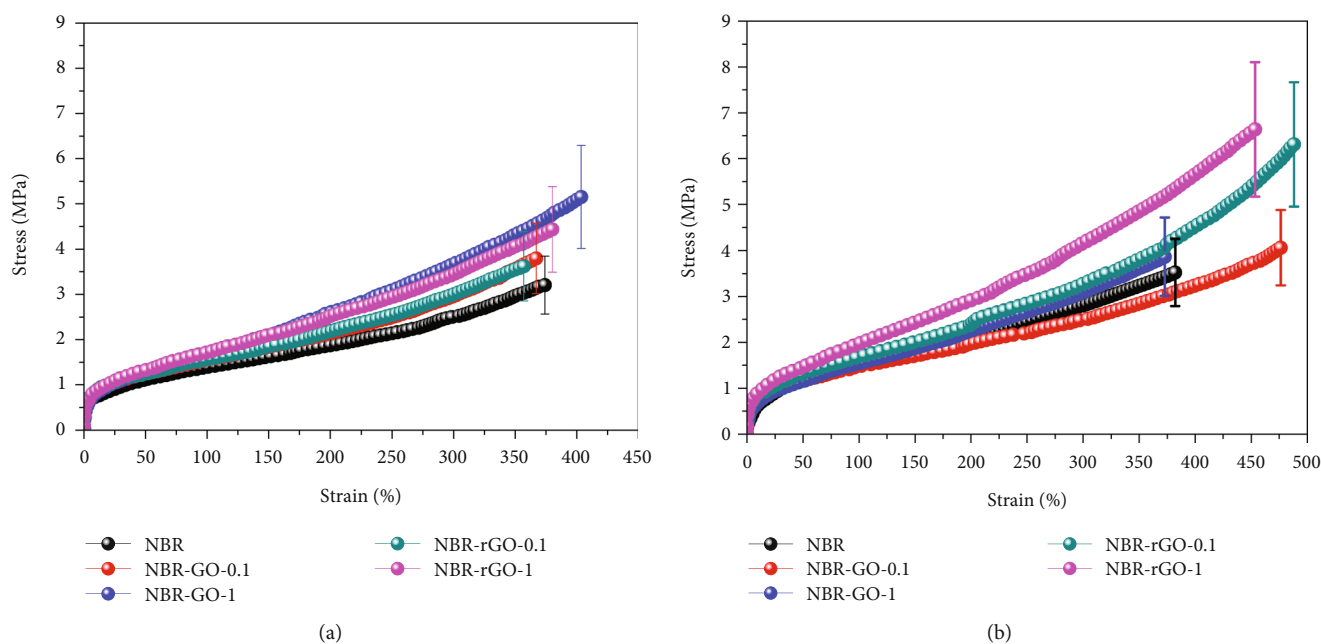 9
8
7
6
5
4
3
2
1
0
Stress (MPa)
0 50 100 150 200 250 300 350 400 450
Strain (%)
NBR
NBR-GO-0.1
NBR-GO-1
NBR-rGO-0.1
NBR-rGO-1
(a)
9
8
7
6
5
4
3
2
1
0
Stress (MPa)
0 50 100 150 200 250 300 350 400 450 500
Strain (%)
NBR
NBR-GO-0.1
NBR-GO-1
NBR-rGO-0.1
NBR-rGO-1
(b)